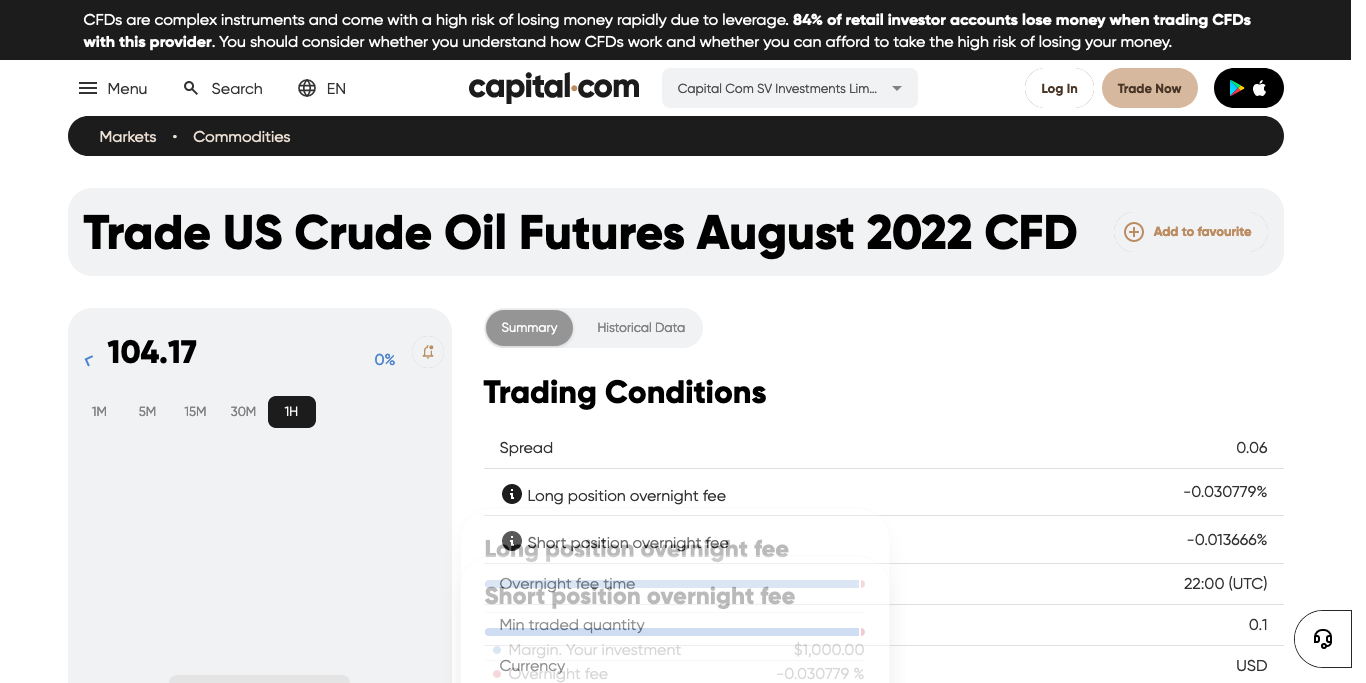 CFDs are complex instruments and come with a high risk of losing money rapidly due to leverage. 84% of retail investor accounts lose money when trading CFDs
with this provider. You should consider whether you understand how CFDs work and whether you can afford to take the high risk of losing your money.
Menu Search EN capital.com Capital Com SV Investments Lim... Log In Trade Now
Markets • Commodities
Trade US Crude Oil Futures August 2022 CFD Add to favourite
104.17 0%
1M 5M 15M 30M 1H
Summary Historical Data
Trading Conditions
Spread 0.06
Long position overnight fee -0.030779%
Short position overnight fee -0.013666%
Long position overnight fee
Overnight fee time 22:00 (UTC)
Short position overnight fee
Min traded quantity 0.1
Margin. Your investment $1,000.00
Currency USD
Overnight fee -0.030779 %